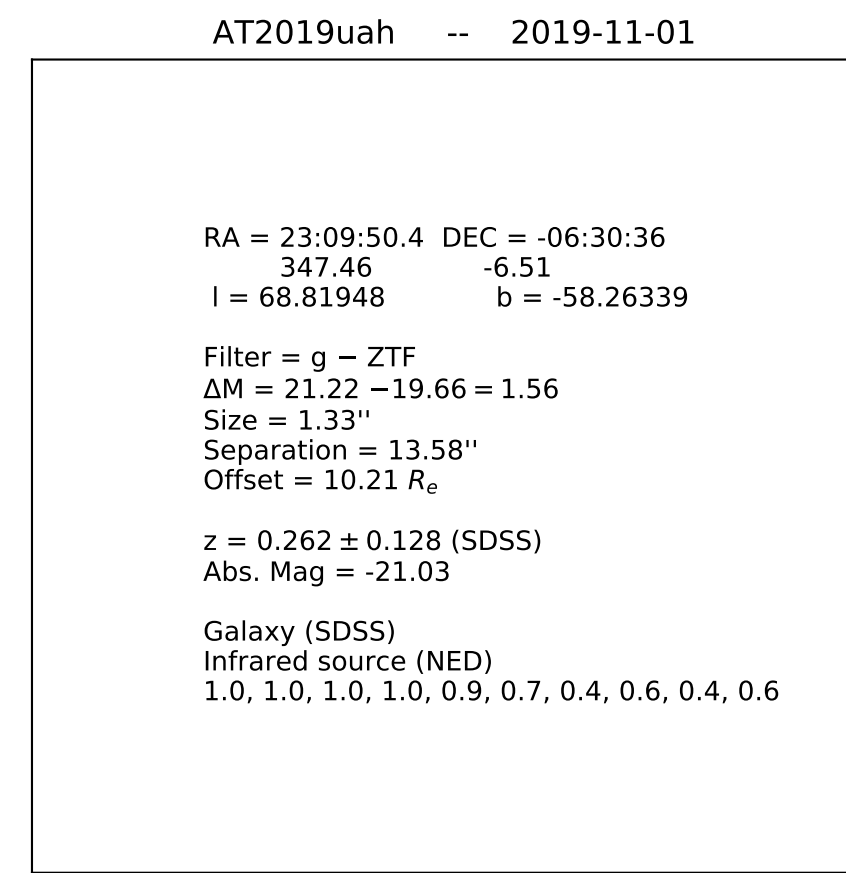 AT2019uah -- 2019-11-01
RA = 23:09:50.4 DEC = -06:30:36
347.46 -6.51
l = 68.81948 b = -58.26339
Filter = g − ZTF
ΔM = 21.22 −19.66 = 1.56
Size = 1.33''
Separation = 13.58''
Offset = 10.21 Rₑ
z = 0.262 ± 0.128 (SDSS)
Abs. Mag = -21.03
Galaxy (SDSS)
Infrared source (NED)
1.0, 1.0, 1.0, 1.0, 0.9, 0.7, 0.4, 0.6, 0.4, 0.6